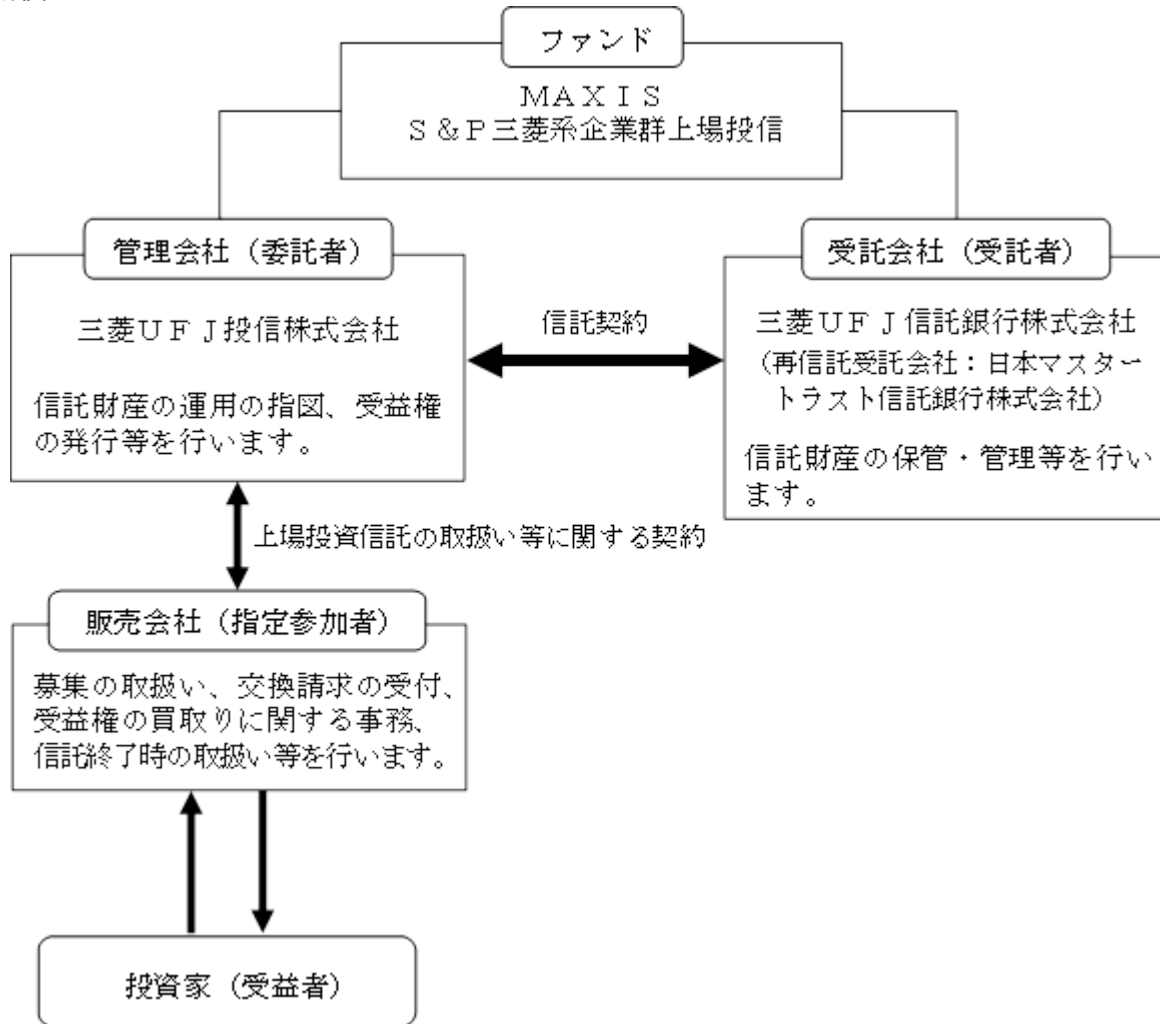 ファンド
ＭＡＸＩＳ
Ｓ＆Ｐ三菱系企業群上場投信
管理会社（委託者）
三菱ＵＦＪ投信株式会社
信託財産の運用の指図、受益権
の発行等を行います。
信託契約
受託会社（受託者）
三菱ＵＦＪ信託銀行株式会社
（再信託受託会社：日本マスター
トラスト信託銀行株式会社）
信託財産の保管・管理等を行い
ます。
上場投資信託の取扱い等に関する契約
販売会社（指定参加者）
募集の取扱い、交換請求の受付、
受益権の買取りに関する事務、
信託終了時の取扱い等を行います。
投資家（受益者）